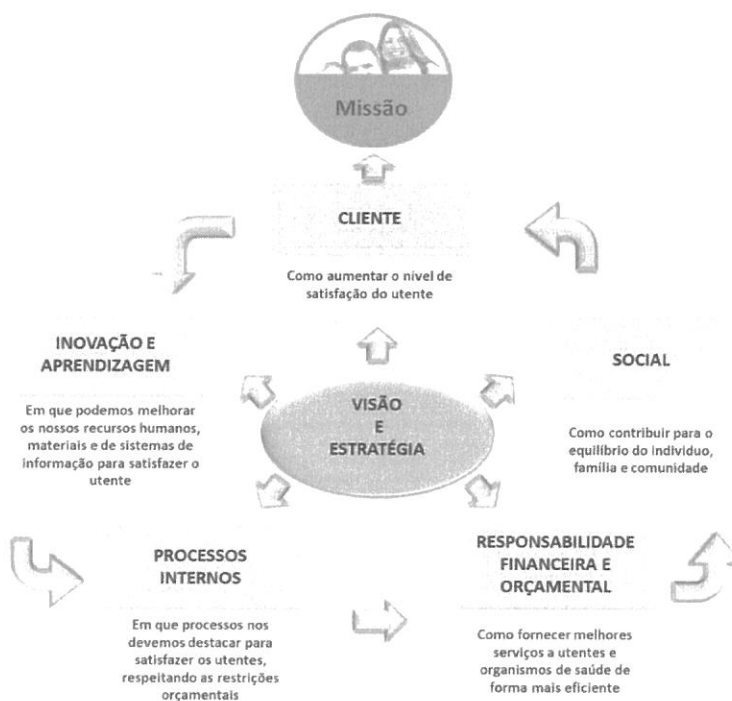 Missão
CLIENTE
Como aumentar o nível de
satisfação do utente
INOVAÇÃO E
APRENDIZAGEM
Em que podemos melhorar
os nossos recursos humanos,
materiais e de sistemas de
informação para satisfazer o
utente
VISÃO
E
ESTRATÉGIA
SOCIAL
Como contribuir para o
equilíbrio do individuo,
família e comunidade
PROCESSOS
INTERNOS
Em que processos nos
devemos destacar para
satisfazer os utentes,
respeitando as restrições
orçamentais
RESPONSABILIDADE
FINANCEIRA E
ORÇAMENTAL
Como fornecer melhores
serviços a utentes e
organismos de saúde de
forma mais eficiente